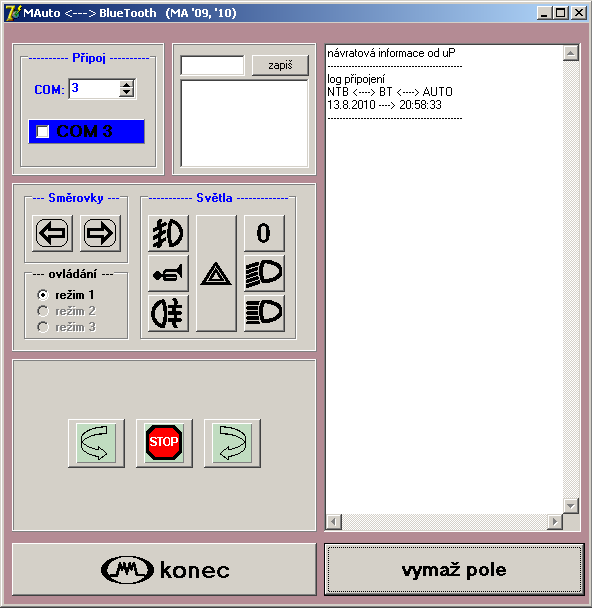 MAuto <---> BlueTooth (MA '09, '10)
---------- Připoj ----------
COM: 3
COM 3
zapiš
návratová informace od uP
---------------------------------------------
log připojení
NTB <----> BT <----> AUTO
13.8.2010 ----> 20:58:33
---------------------------------------------
--- Směrovky ---
----------- Světla -------------
0
--- ovládání ---
režim 1
režim 2
režim 3
STOP
konec
vymaž pole